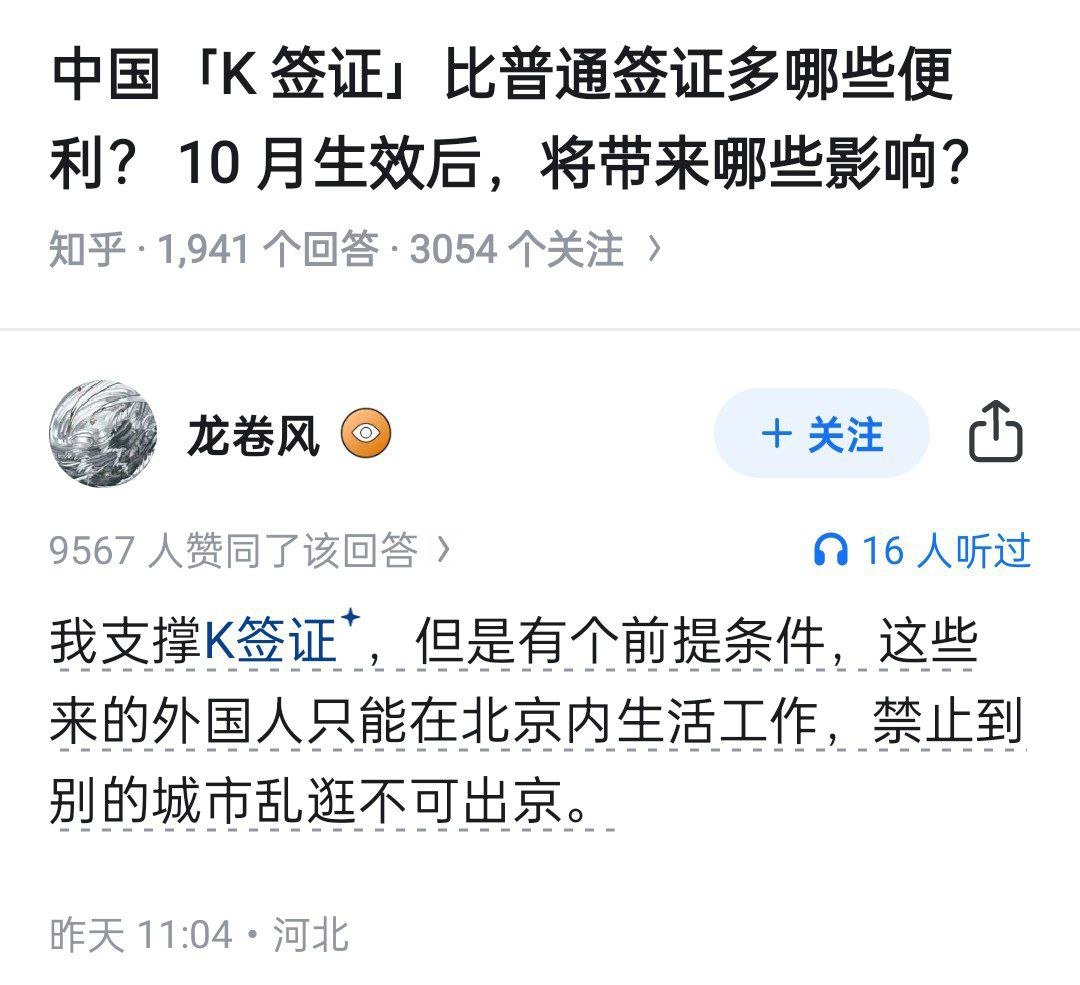 中国「K 签证」比普通签证多哪些便
利？ 10 月生效后，将带来哪些影响？
知乎 · 1,941 个回答 · 3054 个关注 >
龙卷风
+ 关注
9567 人赞同了该回答 >
16 人听过
我支撑K签证，但是有个前提条件，这些
来的外国人只能在北京内生活工作，禁止到
别的城市乱逛不可出京。
昨天 11:04 · 河北